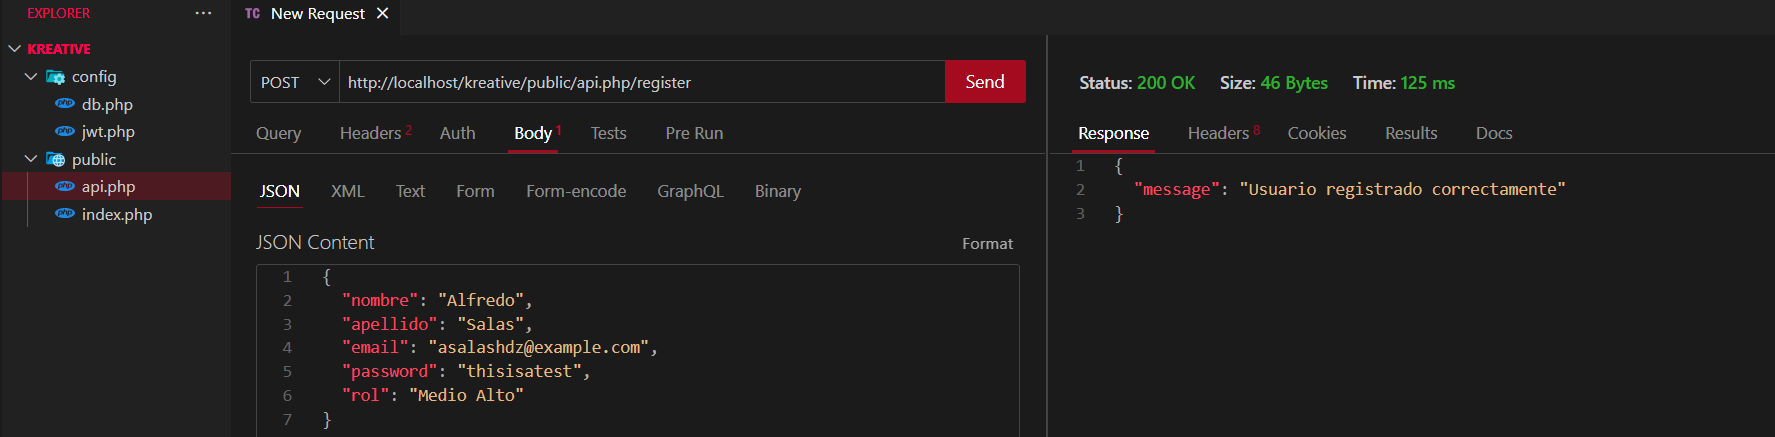 EXPLORER ···
KREATIVE
config
db.php
jwt.php
public
api.php
index.php
TC New Request
POST http://localhost/kreative/public/api.php/register Send
Query Headers 2 Auth Body 1 Tests Pre Run
JSON XML Text Form Form-encode GraphQL Binary
JSON Content Format
1 {
2 "nombre": "Alfredo",
3 "apellido": "Salas",
4 "email": "asalashdz@example.com",
5 "password": "thisisatest",
6 "rol": "Medio Alto"
7 }
Status: 200 OK Size: 46 Bytes Time: 125 ms
Response Headers 8 Cookies Results Docs
1 {
2 "message": "Usuario registrado correctamente"
3 }